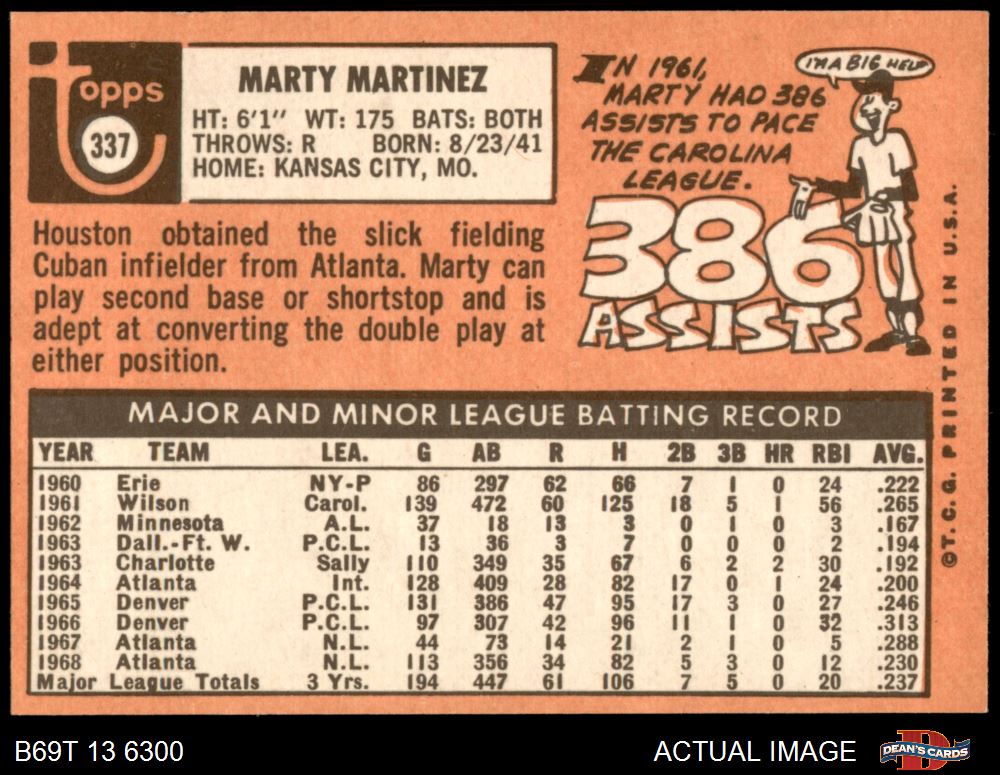 Topps
337
MARTY MARTINEZ
HT: 6'1" WT: 175 BATS: BOTH
THROWS: R BORN: 8/23/41
HOME: KANSAS CITY, MO.
Houston obtained the slick fielding
Cuban infielder from Atlanta. Marty can
play second base or shortstop and is
adept at converting the double play at
either position.
IN 1961,
MARTY HAD 386
ASSISTS TO PACE
THE CAROLINA
LEAGUE.
I'M A BIG HELP
386
ASSISTS
MAJOR AND MINOR LEAGUE BATTING RECORD
YEAR TEAM LEA. G AB R H 2B 3B HR RBI AVG.
1960 Erie NY-P 86 297 62 66 7 1 0 24 .222
1961 Wilson Carol. 139 472 60 125 18 5 1 56 .265
1962 Minnesota A.L. 37 18 13 3 0 1 0 3 .167
1963 Dall.-Ft. W. P.C.L. 13 36 3 7 0 0 0 2 .194
1963 Charlotte Sally 110 349 35 67 6 2 2 30 .192
1964 Atlanta Int. 128 409 28 82 17 0 1 24 .200
1965 Denver P.C.L. 131 386 47 95 17 3 0 27 .246
1966 Denver P.C.L. 97 307 42 96 11 1 0 32 .313
1967 Atlanta N.L. 44 73 14 21 2 1 0 5 .288
1968 Atlanta N.L. 113 356 34 82 5 3 0 12 .230
Major League Totals 3 Yrs. 194 447 61 106 7 5 0 20 .237
©T.C.G. PRINTED IN U.S.A.
B69T 13 6300
ACTUAL IMAGE
D
DEAN'S CARDS